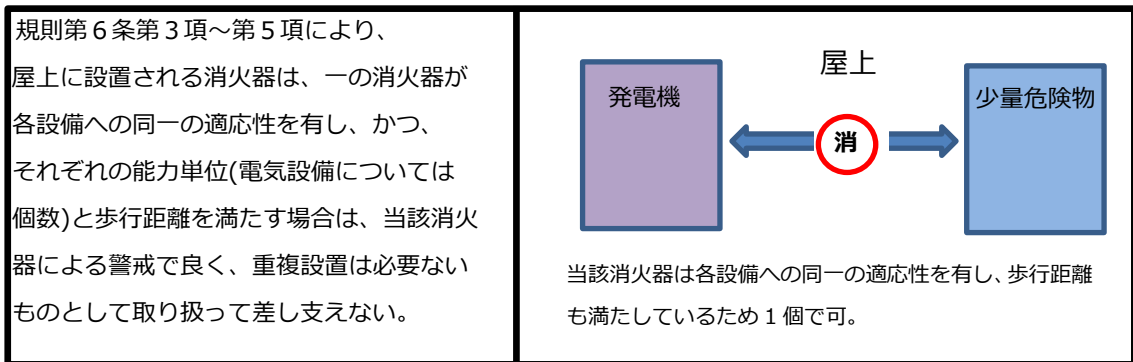 規則第６条第３項～第５項により、
屋上に設置される消火器は、一の消火器が
各設備への同一の適応性を有し、かつ、
それぞれの能力単位(電気設備については
個数)と歩行距離を満たす場合は、当該消火
器による警戒で良く、重複設置は必要ない
ものとして取り扱って差し支えない。
屋上
発電機
消
少量危険物
当該消火器は各設備への同一の適応性を有し、歩行距離
も満たしているため 1 個で可。